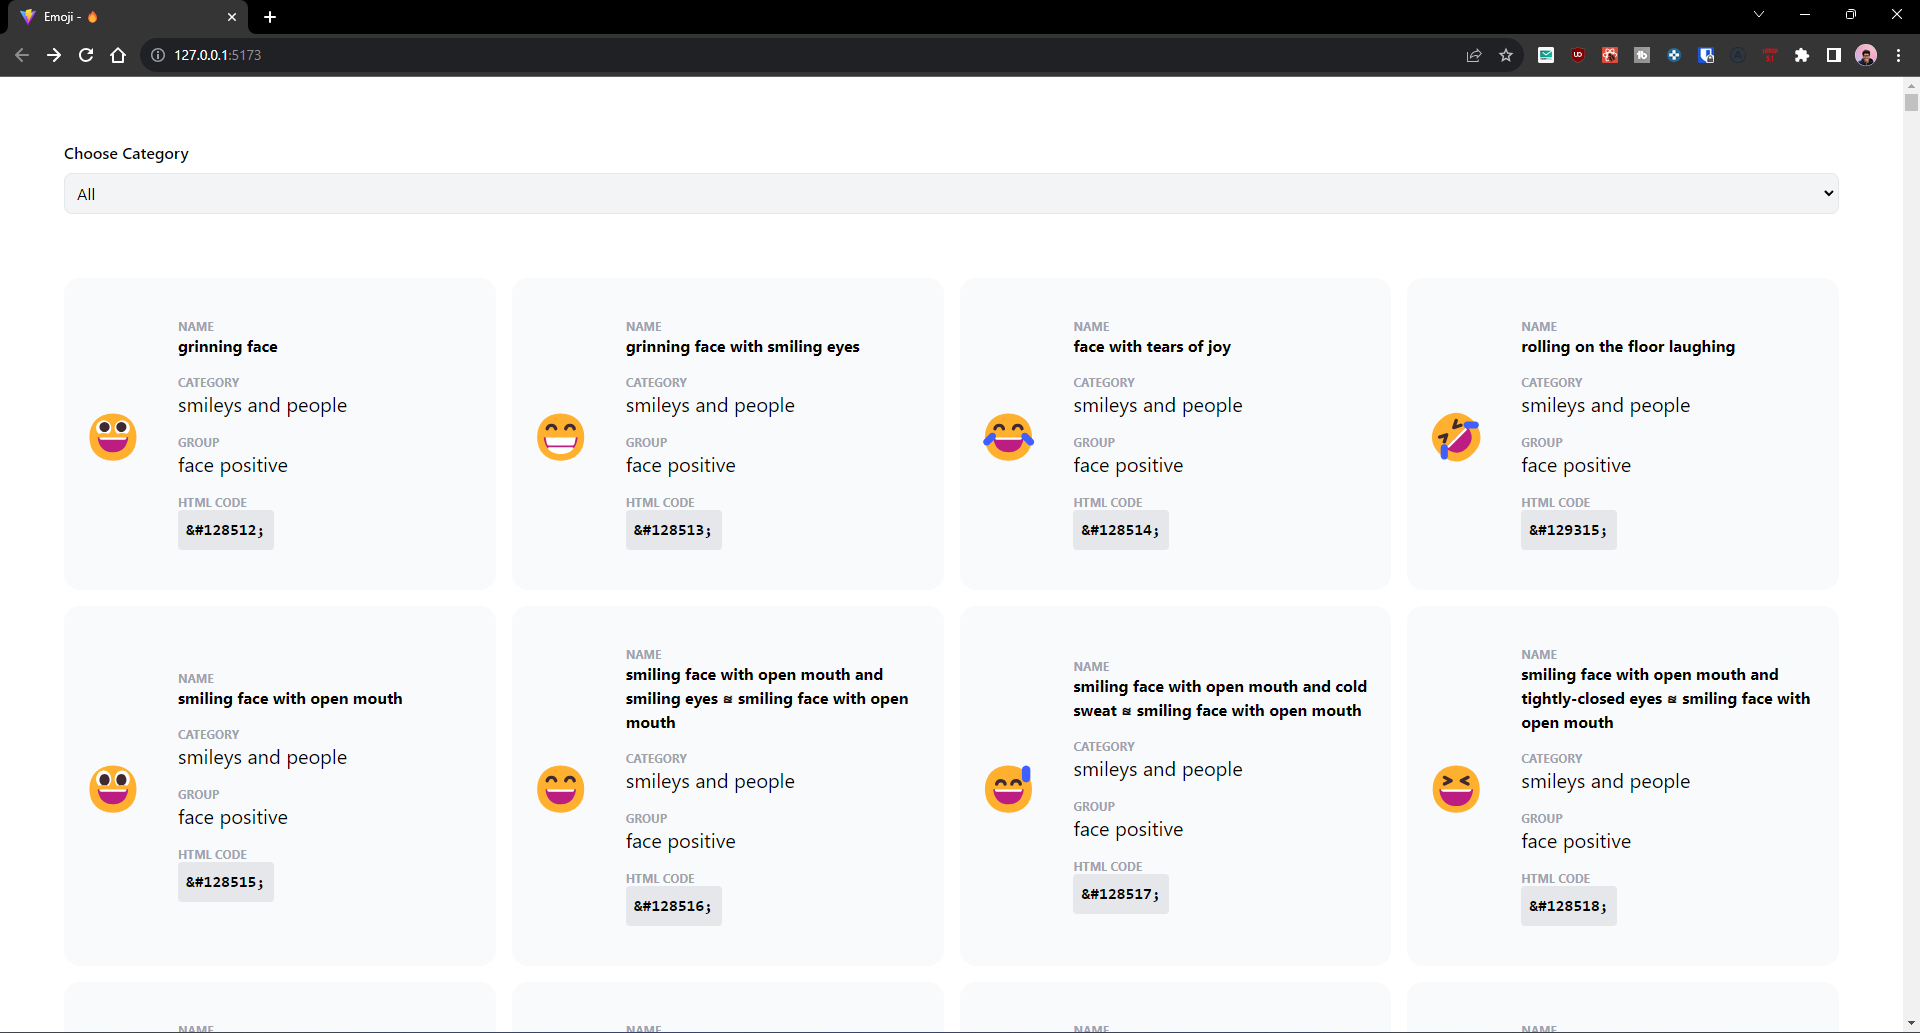 Emoji - 🔥
127.0.0.1:5173
Choose Category
All
NAME
grinning face
CATEGORY
smileys and people
GROUP
face positive
HTML CODE
&#128512;
NAME
grinning face with smiling eyes
CATEGORY
smileys and people
GROUP
face positive
HTML CODE
&#128513;
NAME
face with tears of joy
CATEGORY
smileys and people
GROUP
face positive
HTML CODE
&#128514;
NAME
rolling on the floor laughing
CATEGORY
smileys and people
GROUP
face positive
HTML CODE
&#129315;
NAME
smiling face with open mouth
CATEGORY
smileys and people
GROUP
face positive
HTML CODE
&#128515;
NAME
smiling face with open mouth and
smiling eyes ≊ smiling face with open
mouth
CATEGORY
smileys and people
GROUP
face positive
HTML CODE
&#128516;
NAME
smiling face with open mouth and cold
sweat ≊ smiling face with open mouth
CATEGORY
smileys and people
GROUP
face positive
HTML CODE
&#128517;
NAME
smiling face with open mouth and
tightly-closed eyes ≊ smiling face with
open mouth
CATEGORY
smileys and people
GROUP
face positive
HTML CODE
&#128518;
NAME
NAME
NAME
NAME